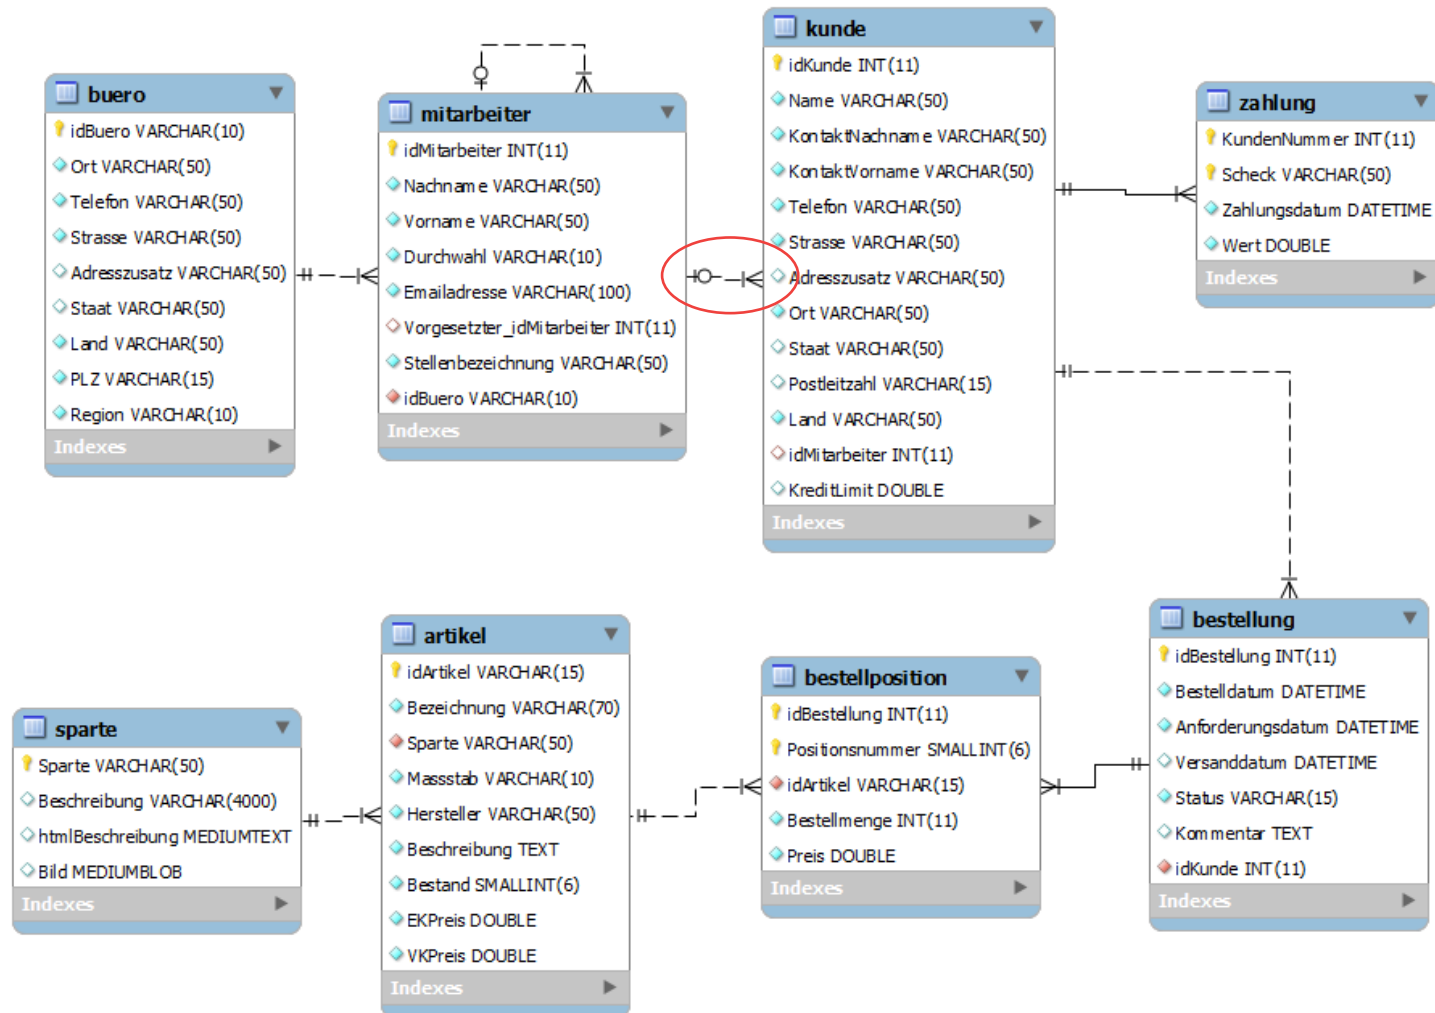 buero
idBuero VARCHAR(10)
Ort VARCHAR(50)
Telefon VARCHAR(50)
Strasse VARCHAR(50)
Adresszusatz VARCHAR(50)
Staat VARCHAR(50)
Land VARCHAR(50)
PLZ VARCHAR(15)
Region VARCHAR(10)
Indexes
mitarbeiter
idMitarbeiter INT(11)
Nachname VARCHAR(50)
Vorname VARCHAR(50)
Durchwahl VARCHAR(10)
Emailadresse VARCHAR(100)
Vorgesetzter_idMitarbeiter INT(11)
Stellenbezeichnung VARCHAR(50)
idBuero VARCHAR(10)
Indexes
kunde
idKunde INT(11)
Name VARCHAR(50)
KontaktNachname VARCHAR(50)
KontaktVorname VARCHAR(50)
Telefon VARCHAR(50)
Strasse VARCHAR(50)
Adresszusatz VARCHAR(50)
Ort VARCHAR(50)
Staat VARCHAR(50)
Postleitzahl VARCHAR(15)
Land VARCHAR(50)
idMitarbeiter INT(11)
KreditLimit DOUBLE
Indexes
zahlung
KundenNummer INT(11)
Scheck VARCHAR(50)
Zahlungsdatum DATETIME
Wert DOUBLE
Indexes
sparte
Sparte VARCHAR(50)
Beschreibung VARCHAR(4000)
htmlBeschreibung MEDIUMTEXT
Bild MEDIUMBLOB
Indexes
artikel
idArtikel VARCHAR(15)
Bezeichnung VARCHAR(70)
Sparte VARCHAR(50)
Massstab VARCHAR(10)
Hersteller VARCHAR(50)
Beschreibung TEXT
Bestand SMALLINT(6)
EKPreis DOUBLE
VKPreis DOUBLE
Indexes
bestellposition
idBestellung INT(11)
Positionsnummer SMALLINT(6)
idArtikel VARCHAR(15)
Bestellmenge INT(11)
Preis DOUBLE
Indexes
bestellung
idBestellung INT(11)
Bestelldatum DATETIME
Anforderungsdatum DATETIME
Versanddatum DATETIME
Status VARCHAR(15)
Kommentar TEXT
idKunde INT(11)
Indexes